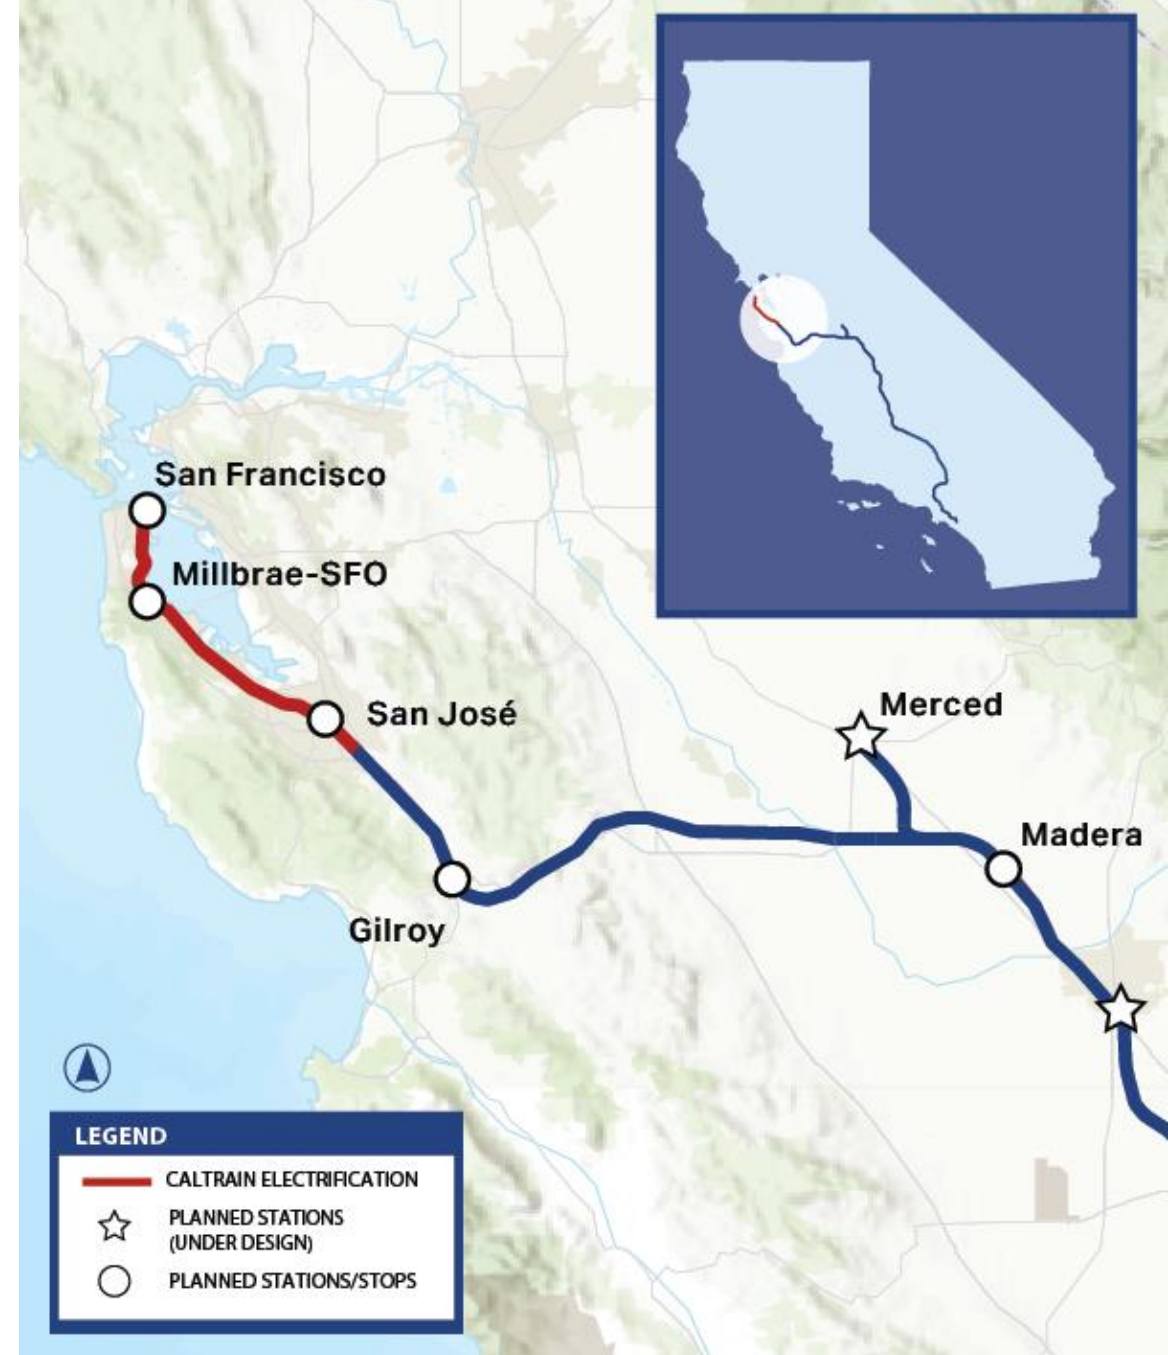 San Francisco
Millbrae-SFO
San José
Merced
Madera
Gilroy
LEGEND
CALTRAIN ELECTRIFICATION
PLANNED STATIONS
(UNDER DESIGN)
PLANNED STATIONS/STOPS